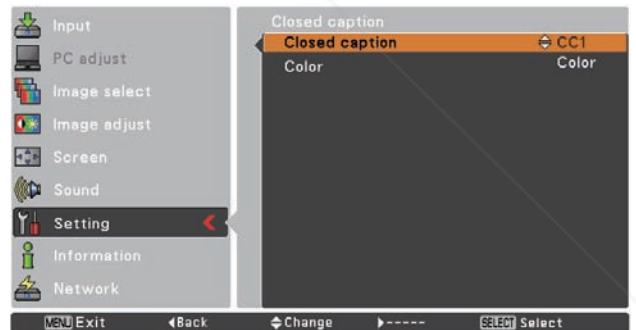 Input
PC adjust
Image select
Image adjust
Screen
Sound
Setting
Information
Network
Closed caption
Closed caption CC1
Color Color
MENU Exit Back Change ----- SELECT Select